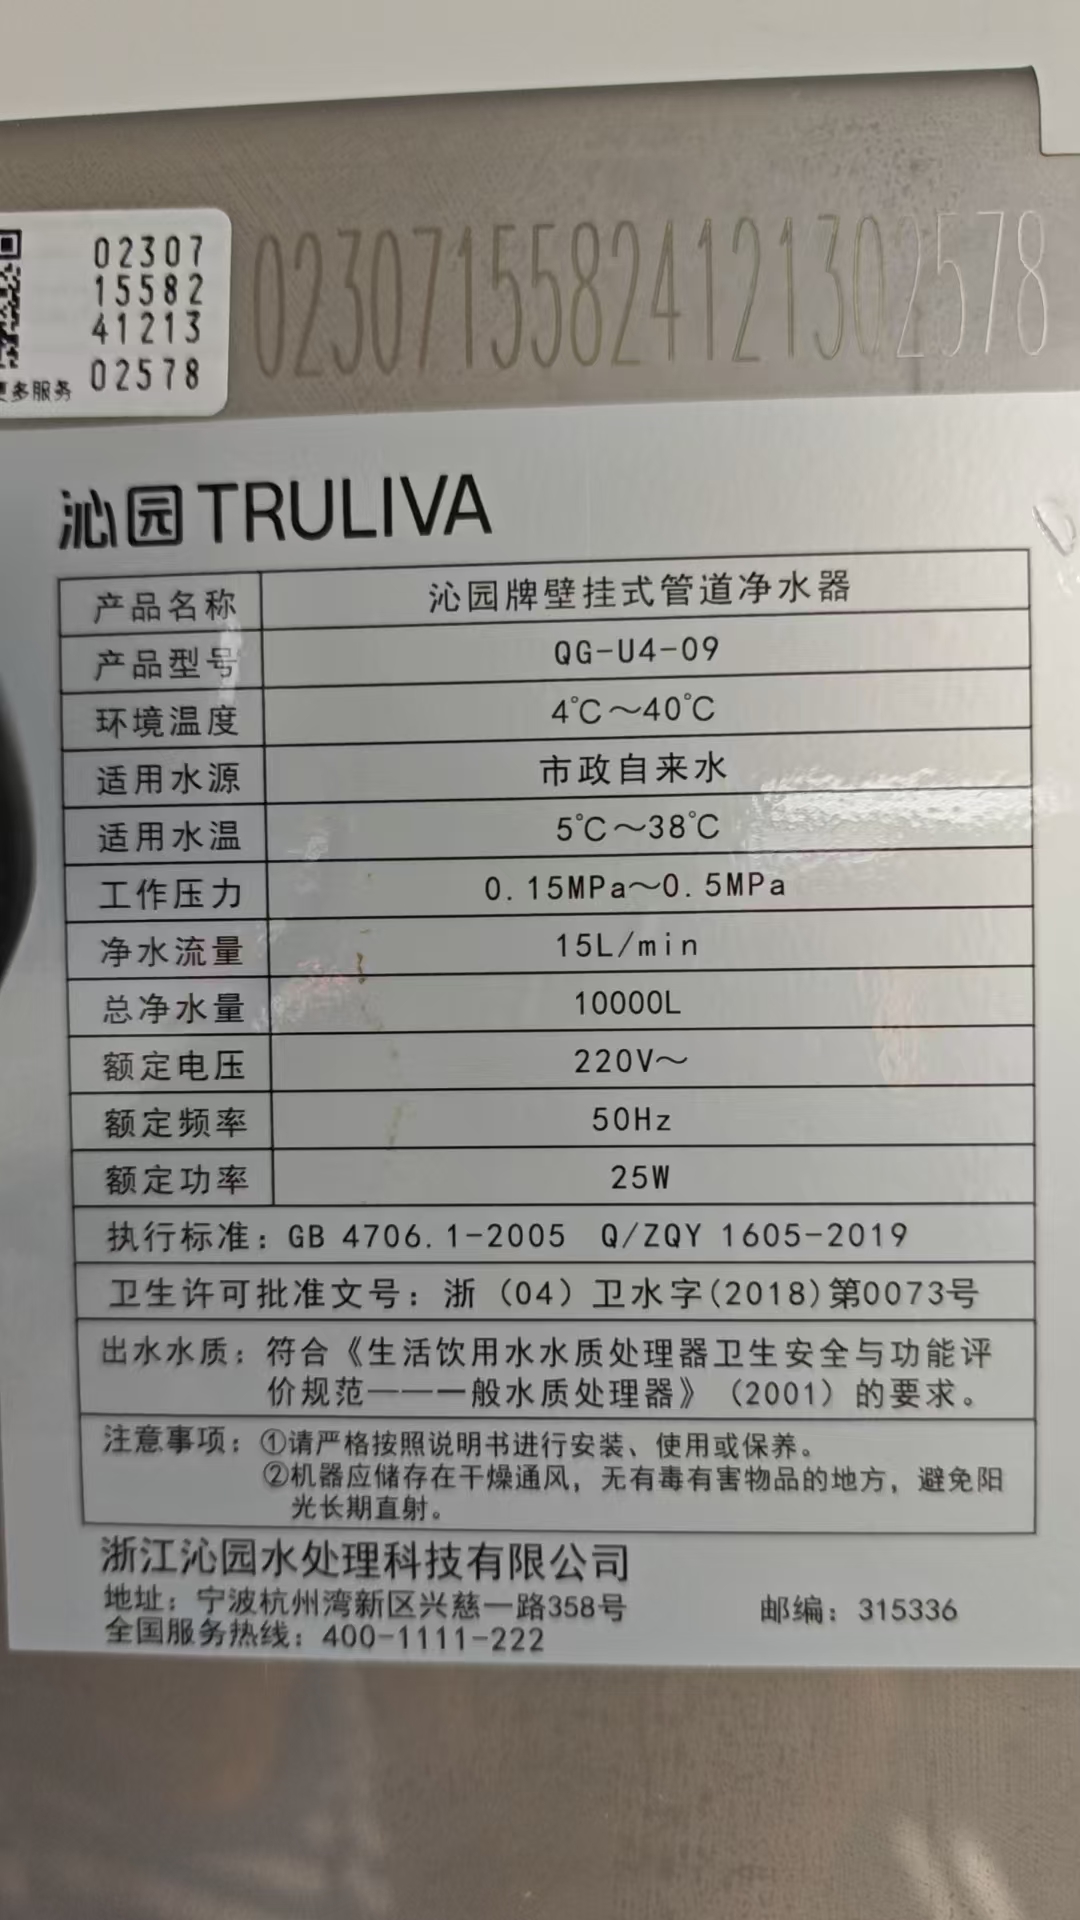 02307
15582
41213
02578
更多服务
02307155824121302578
沁园 TRULIVA
产品名称 沁园牌壁挂式管道净水器
产品型号 QG-U4-09
环境温度 4℃～40℃
适用水源 市政自来水
适用水温 5℃～38℃
工作压力 0.15MPa～0.5MPa
净水流量 15L/min
总净水量 10000L
额定电压 220V～
额定频率 50Hz
额定功率 25W
执行标准：GB 4706.1-2005 Q/ZQY 1605-2019
卫生许可批准文号：浙（04）卫水字(2018)第0073号
出水水质：符合《生活饮用水水质处理器卫生安全与功能评
价规范——一般水质处理器》（2001）的要求。
注意事项：①请严格按照说明书进行安装、使用或保养。
②机器应储存在干燥通风，无有毒有害物品的地方，避免阳
光长期直射。
浙江沁园水处理科技有限公司
地址：宁波杭州湾新区兴慈一路358号 邮编：315336
全国服务热线：400-1111-222